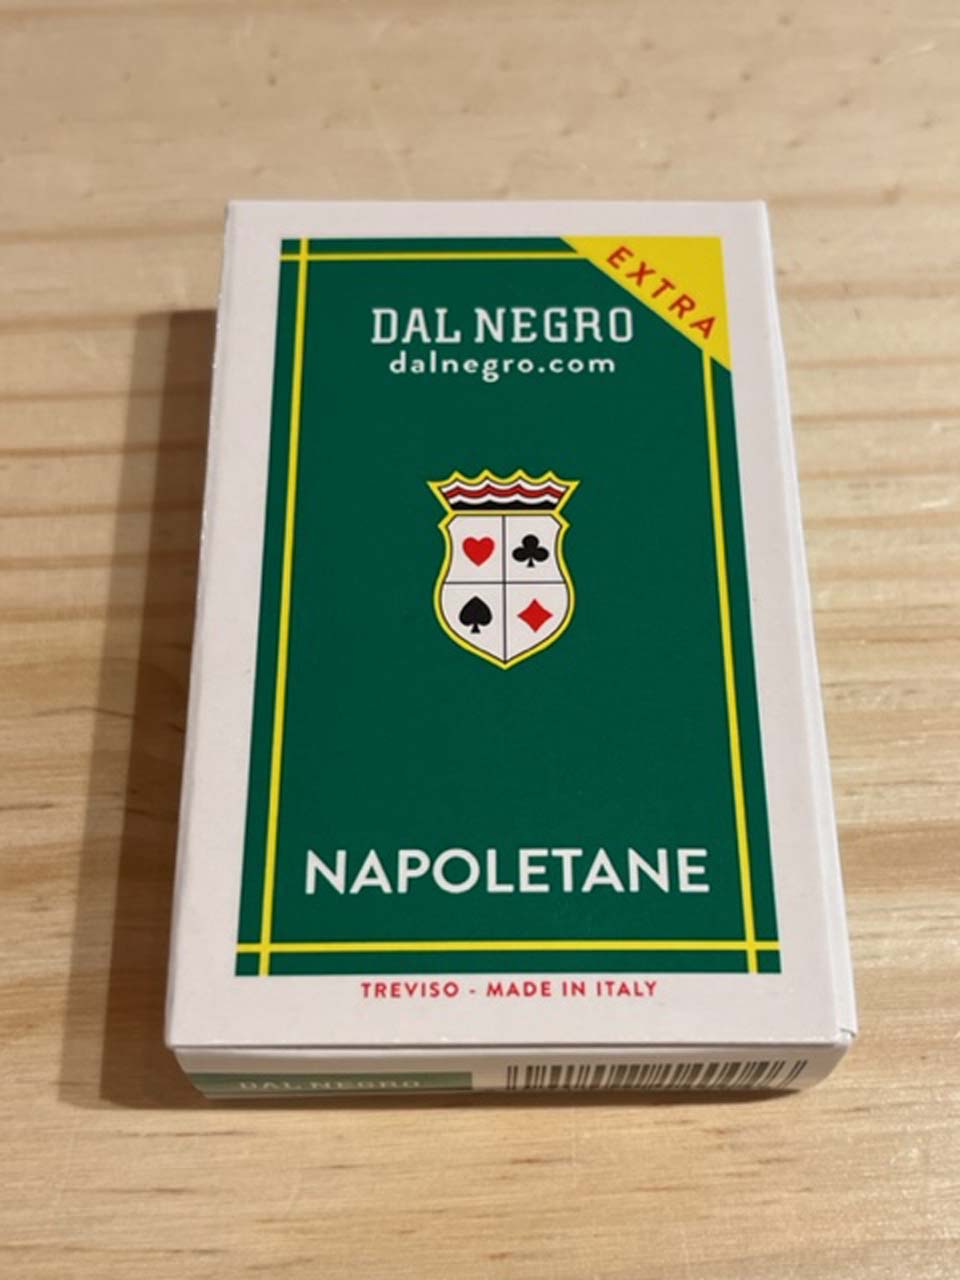 EXTRA
DAL NEGRO
dalnegro.com
NAPOLETANE
TREVISO - MADE IN ITALY
DAL NEGRO